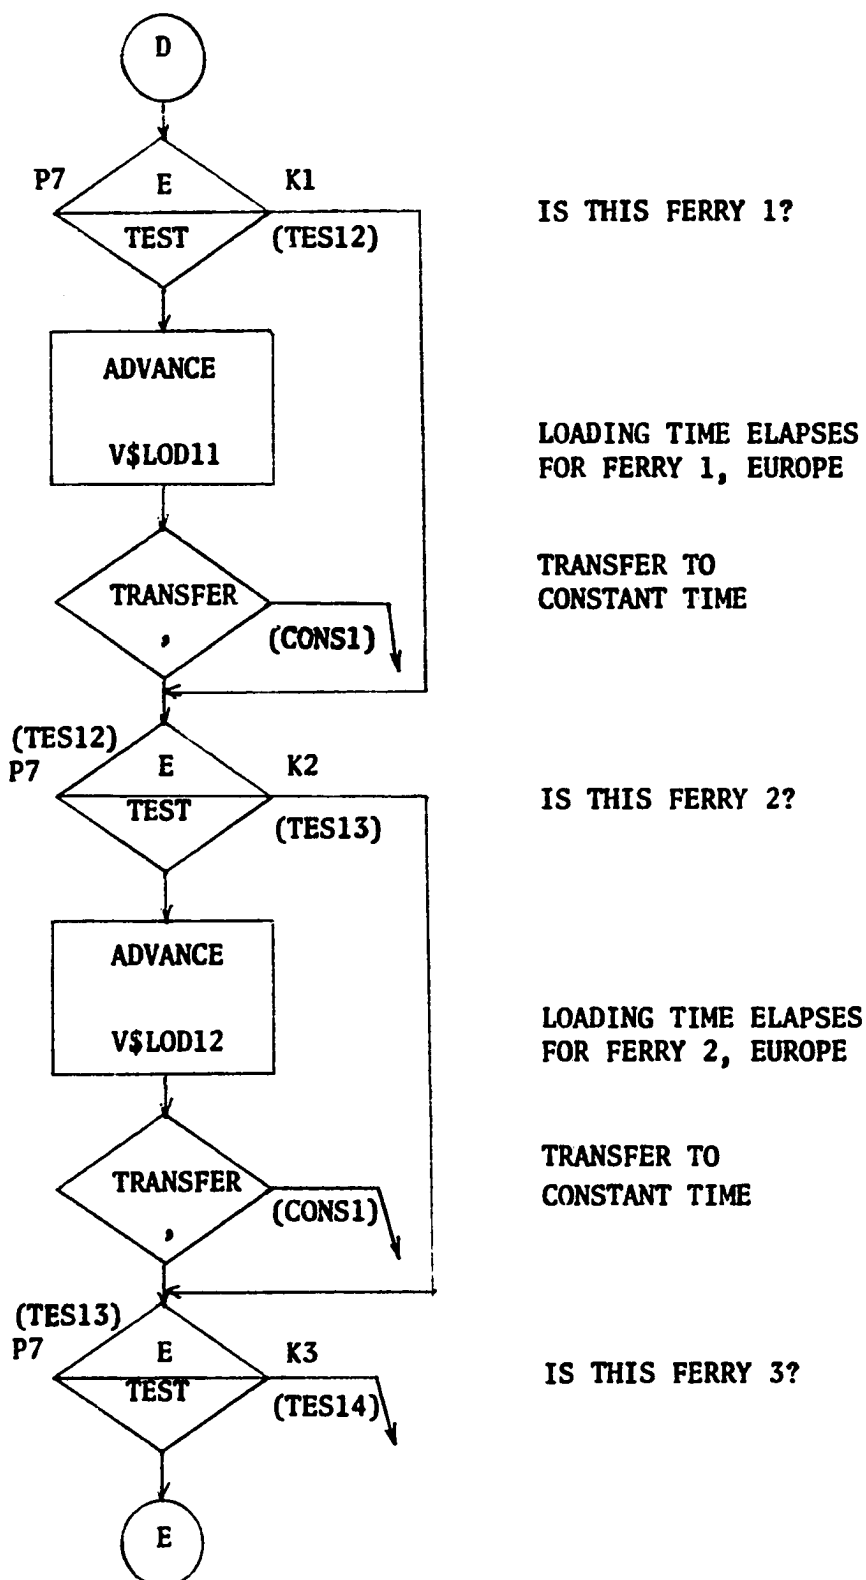 D
P7 E K1
TEST (TES12)
IS THIS FERRY 1?
ADVANCE
V$LOD11
LOADING TIME ELAPSES
FOR FERRY 1, EUROPE
TRANSFER
,
(CONS1)
TRANSFER TO
CONSTANT TIME
(TES12)
P7 E K2
TEST (TES13)
IS THIS FERRY 2?
ADVANCE
V$LOD12
LOADING TIME ELAPSES
FOR FERRY 2, EUROPE
TRANSFER
,
(CONS1)
TRANSFER TO
CONSTANT TIME
(TES13)
P7 E K3
TEST (TES14)
IS THIS FERRY 3?
E